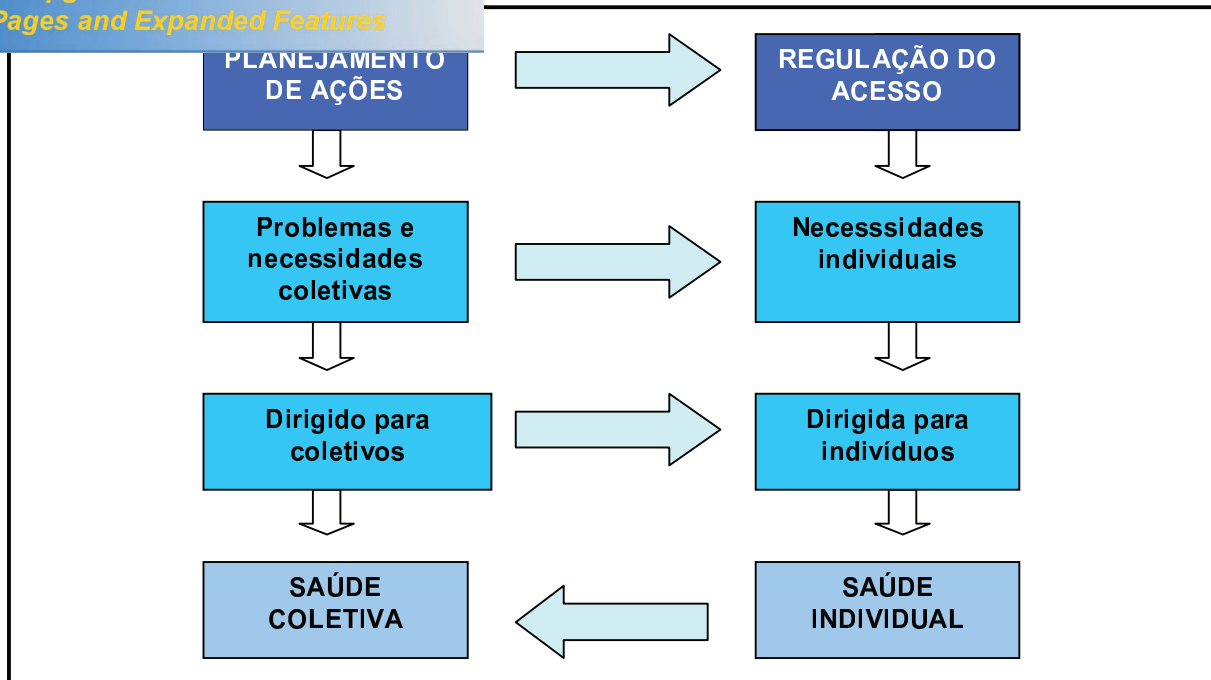 Pages and Expanded Features
PLANEJAMENTO
DE AÇÕES
REGULAÇÃO DO
ACESSO
Problemas e
necessidades
coletivas
Necesssidades
individuais
Dirigido para
coletivos
Dirigida para
indivíduos
SAÚDE
COLETIVA
SAÚDE
INDIVIDUAL